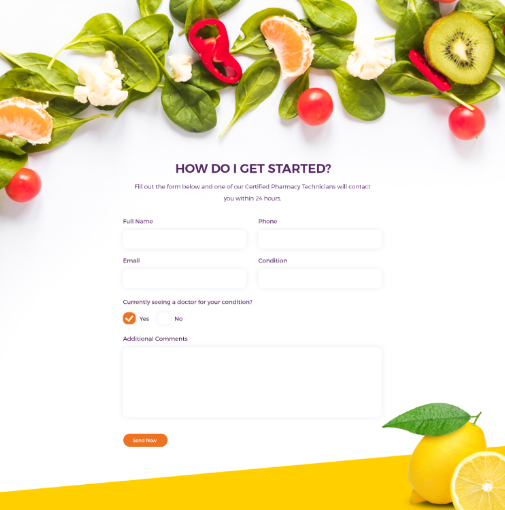 HOW DO I GET STARTED?
Fill out the form below and one of our Certified Pharmacy Technicians will contact
you within 24 hours.
Full Name
Phone
Email
Condition
Currently seeing a doctor for your condition?
Yes
No
Additional Comments
Send Now